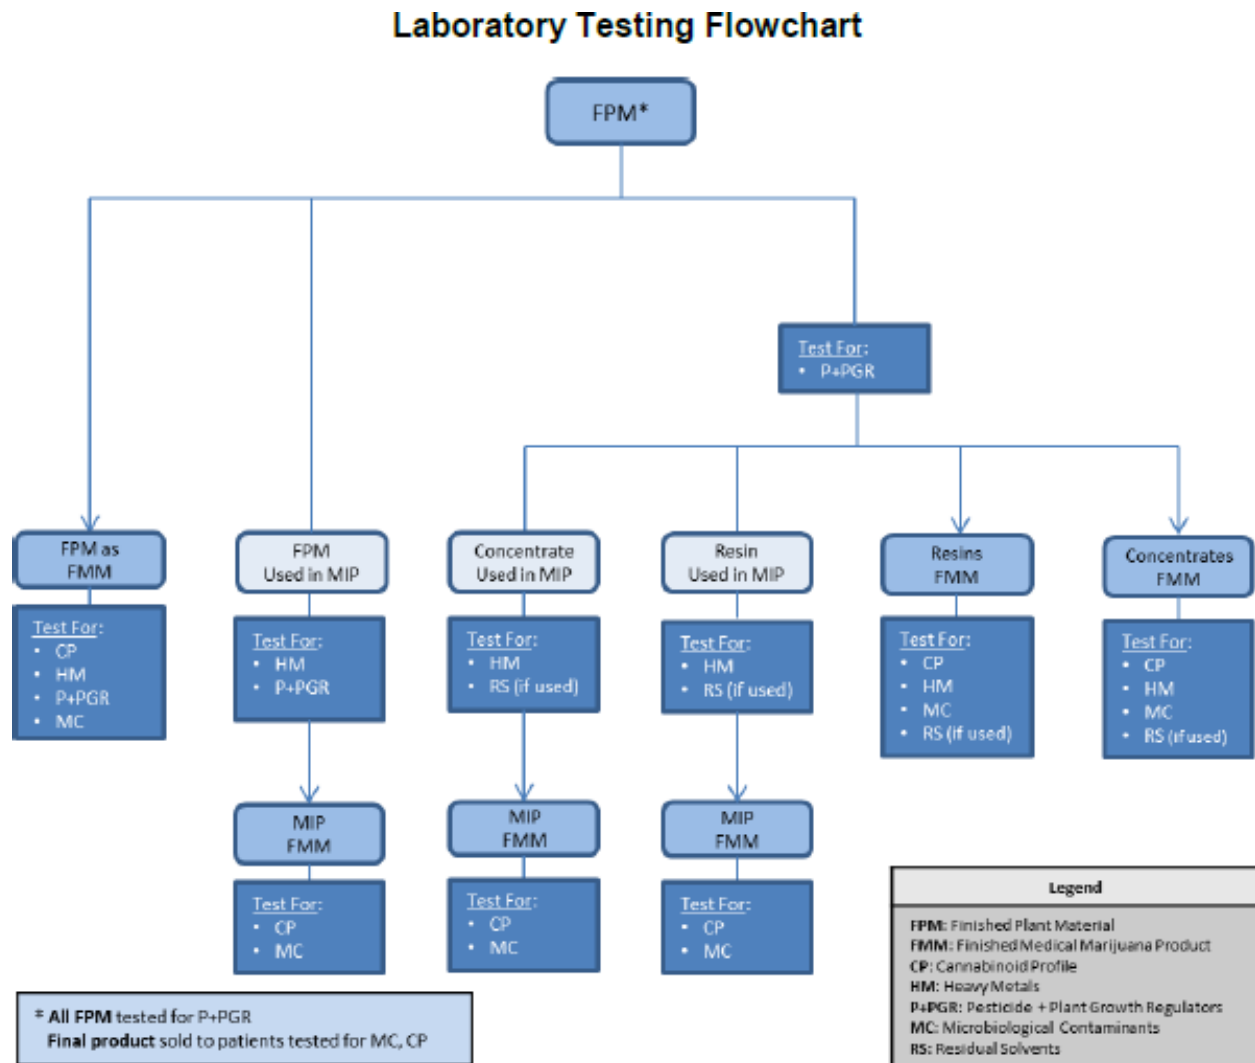 Laboratory Testing Flowchart
FPM*
Test For:
• P+PGR
FPM as
FMM
FPM
Used in MIP
Concentrate
Used in MIP
Resin
Used in MIP
Resins
FMM
Concentrates
FMM
Test For:
• CP
• HM
• P+PGR
• MC
Test For:
• HM
• P+PGR
Test For:
• HM
• RS (if used)
Test For:
• HM
• RS (if used)
Test For:
• CP
• HM
• MC
• RS (if used)
Test For:
• CP
• HM
• MC
• RS (if used)
MIP
FMM
MIP
FMM
MIP
FMM
Test For:
• CP
• MC
Test For:
• CP
• MC
Test For:
• CP
• MC
* All FPM tested for P+PGR
Final product sold to patients tested for MC, CP
Legend
FPM: Finished Plant Material
FMM: Finished Medical Marijuana Product
CP: Cannabinoid Profile
HM: Heavy Metals
P+PGR: Pesticide + Plant Growth Regulators
MC: Microbiological Contaminants
RS: Residual Solvents